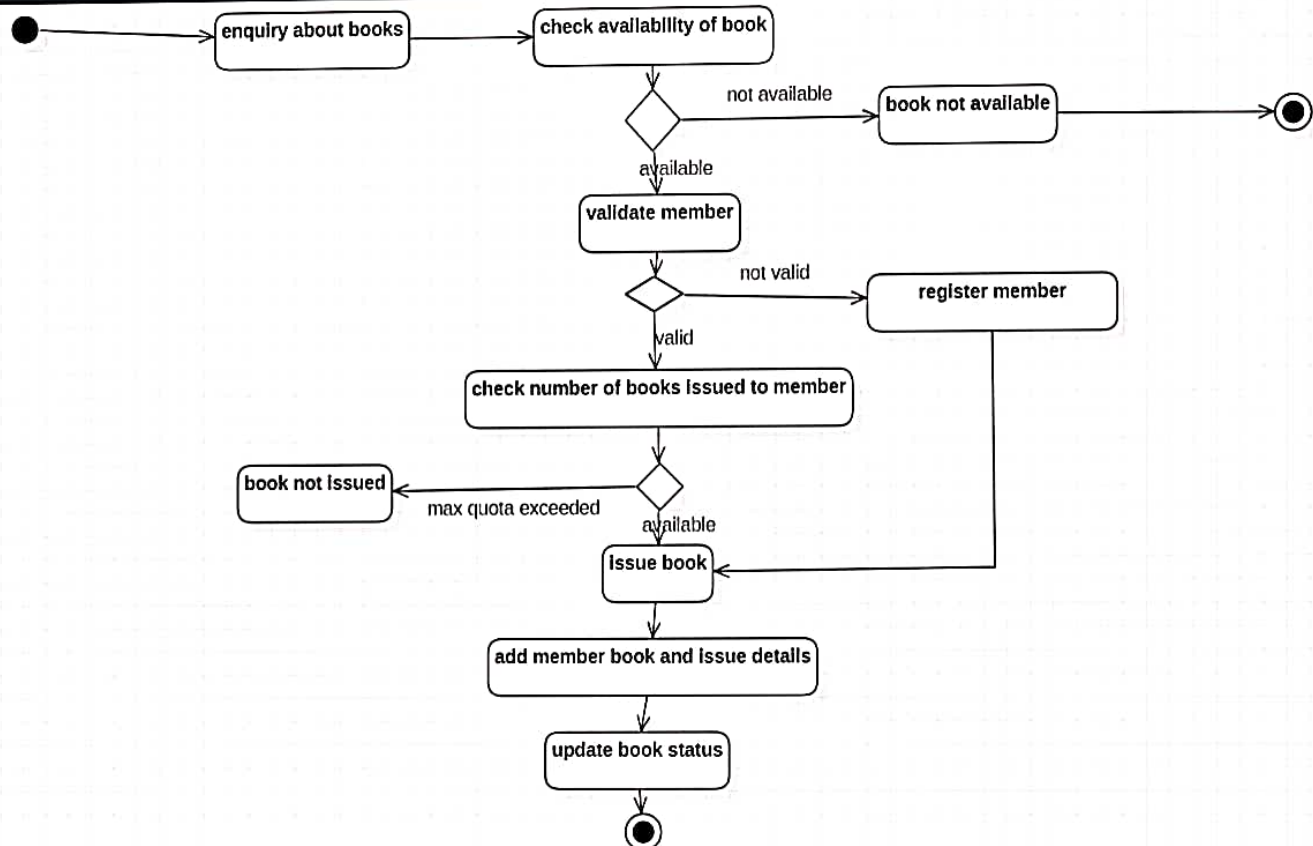 enquiry about books
check availability of book
not available
book not available
available
validate member
not valid
register member
valid
check number of books issued to member
book not issued
max quota exceeded
available
issue book
add member book and issue details
update book status